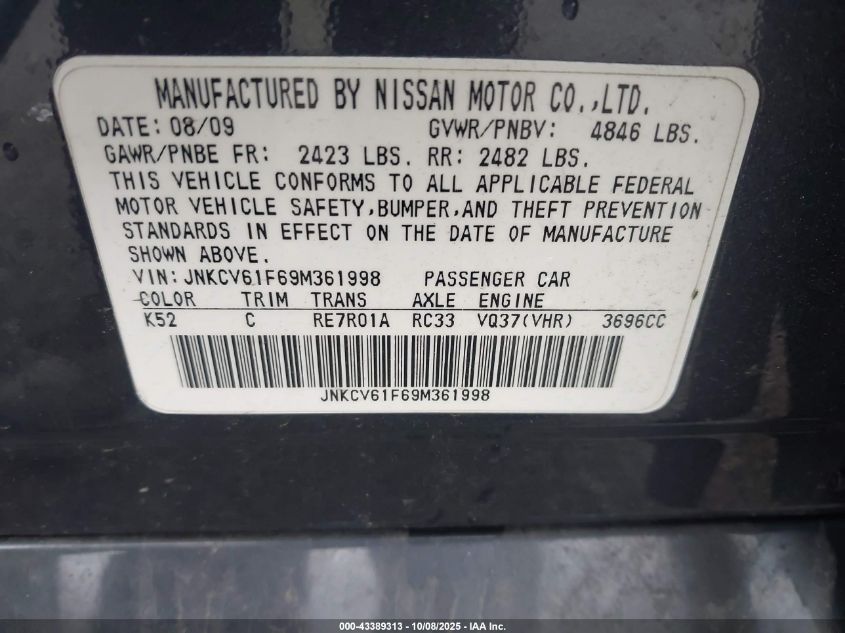 MANUFACTURED BY NISSAN MOTOR CO.,LTD.
DATE: 08/09 GVWR/PNBV: 4846 LBS.
GAWR/PNBE FR: 2423 LBS. RR: 2482 LBS.
THIS VEHICLE CONFORMS TO ALL APPLICABLE FEDERAL
MOTOR VEHICLE SAFETY,BUMPER,AND THEFT PREVENTION
STANDARDS IN EFFECT ON THE DATE OF MANUFACTURE
SHOWN ABOVE.
VIN:JNKCV61F69M361998 PASSENGER CAR
COLOR TRIM TRANS AXLE ENGINE
K52 C RE7R01A RC33 VQ37(VHR) 3696CC
JNKCV61F69M361998
000-43389313 - 10/08/2025 - IAA Inc.